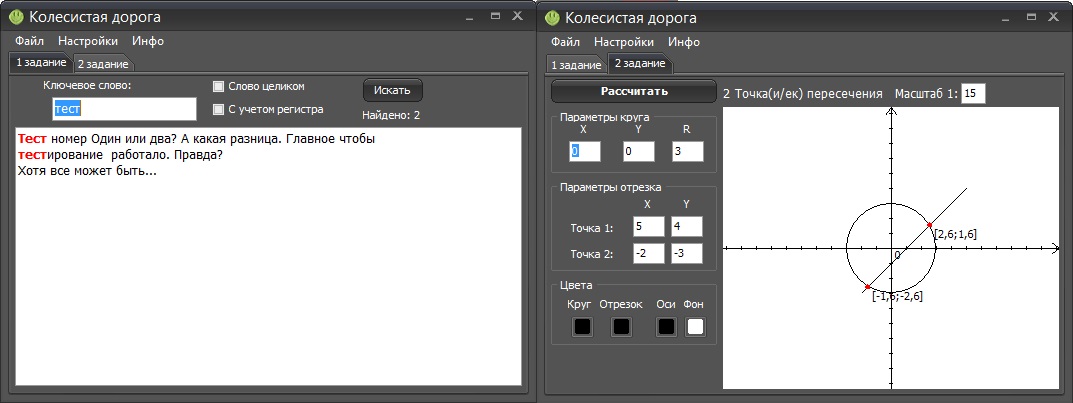 Колесистая дорога
Файл Настройки Инфо
1 задание 2 задание
Ключевое слово:
тест
Слово целиком
С учетом регистра
Искать
Найдено: 2
Тест номер Один или два? А какая разница. Главное чтобы
тестирование работало. Правда?
Хотя все может быть...
Колесистая дорога
Файл Настройки Инфо
1 задание 2 задание
Рассчитать
2 Точка(и/ек) пересечения Масштаб 1: 15
Параметры круга
X Y R
0 0 3
Параметры отрезка
X Y
Точка 1: 5 4
Точка 2: -2 -3
Цвета
Круг Отрезок Оси Фон
[2,6;1,6]
0
[-1,6;-2,6]